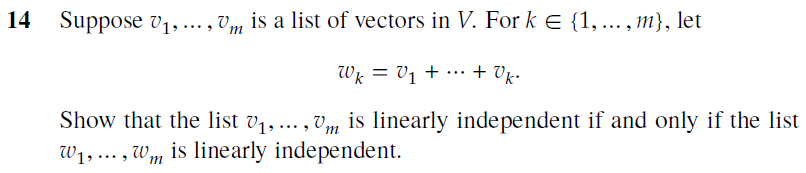 14 Suppose v₁, … , vₘ is a list of vectors in V. For k ∈ {1, … , m}, let
wₖ = v₁ + ⋯ + vₖ.
Show that the list v₁, … , vₘ is linearly independent if and only if the list
w₁, … , wₘ is linearly independent.